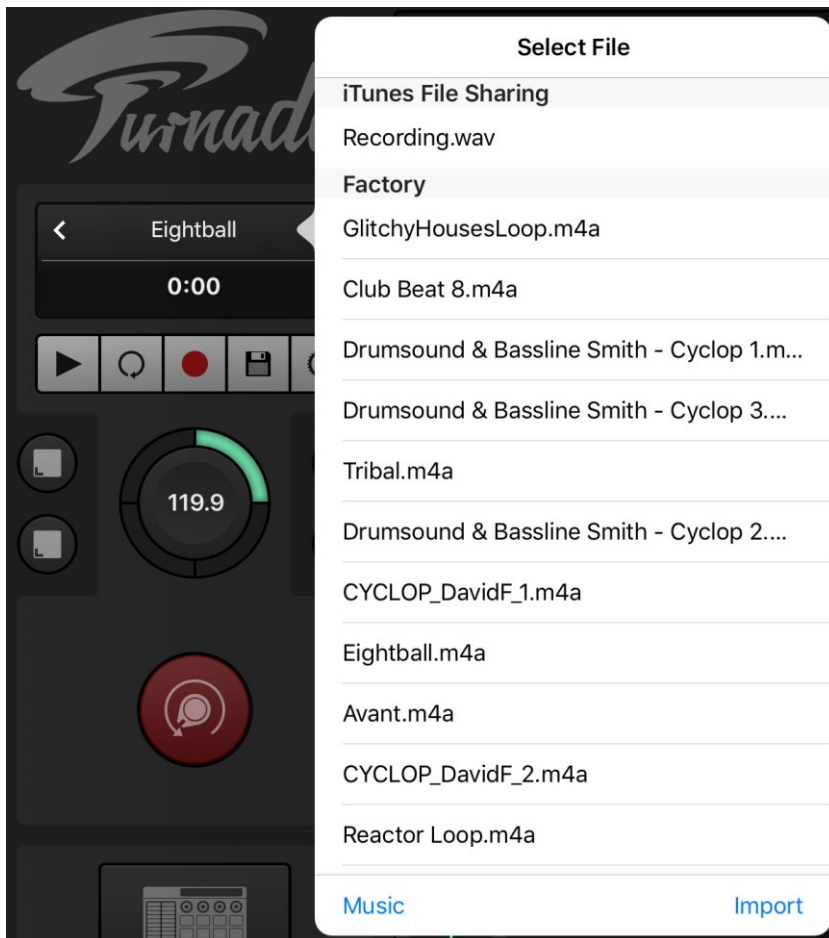 Select File
iTunes File Sharing
Recording.wav
Factory
Eightball
0:00
119.9
GlitchyHousesLoop.m4a
Club Beat 8.m4a
Drumsound & Bassline Smith - Cyclop 1.m...
Drumsound & Bassline Smith - Cyclop 3....
Tribal.m4a
Drumsound & Bassline Smith - Cyclop 2....
CYCLOP_DavidF_1.m4a
Eightball.m4a
Avant.m4a
CYCLOP_DavidF_2.m4a
Reactor Loop.m4a
Music
Import